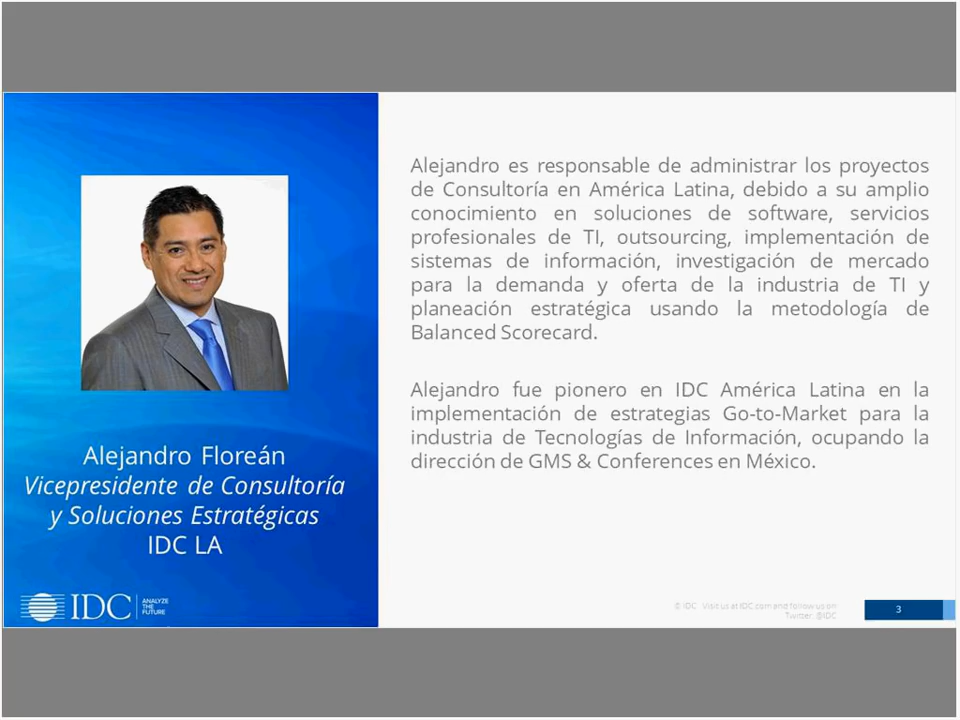 Alejandro es responsable de administrar los proyectos
de Consultoría en América Latina, debido a su amplio
conocimiento en soluciones de software, servicios
profesionales de TI, outsourcing, implementación de
sistemas de información, investigación de mercado
para la demanda y oferta de la industria de TI y
planeación estratégica usando la metodología de
Balanced Scorecard.
Alejandro fue pionero en IDC América Latina en la
implementación de estrategias Go-to-Market para la
industria de Tecnologías de Información, ocupando la
dirección de GMS & Conferences en México.
Alejandro Floreán
Vicepresidente de Consultoría
y Soluciones Estratégicas
IDC LA
IDC
ANALYZE
THE
FUTURE
© IDC Visit us at IDC.com and follow us on
Twitter: @IDC
3